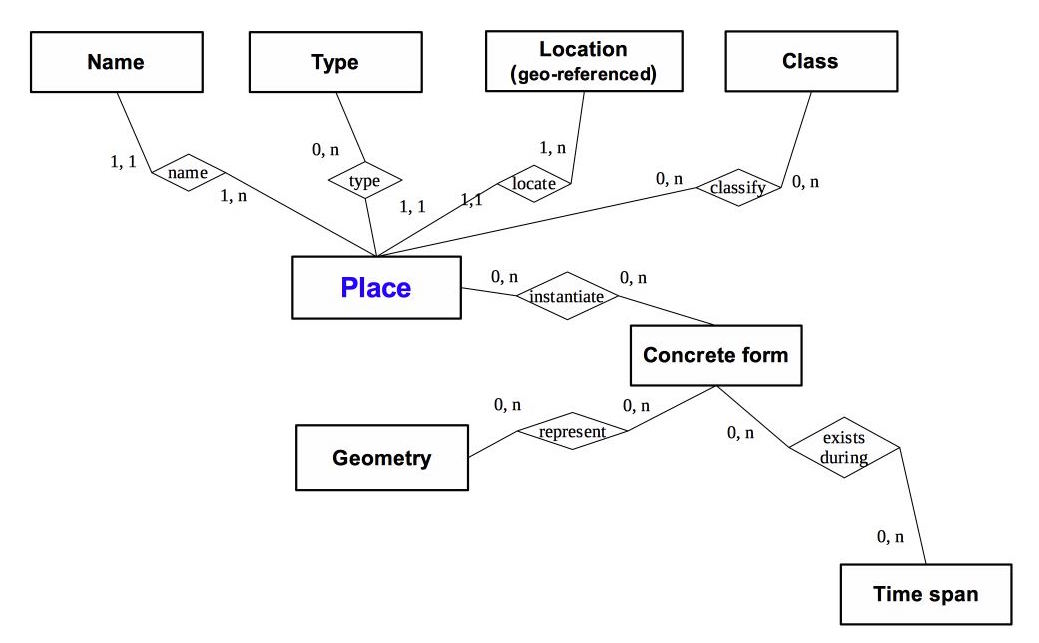 Name
Type
Location
(geo-referenced)
Class
0, n
1, n
1, 1
name
type
locate
classify
0, n
0, n
1, n
1, 1
1,1
Place
0, n
0, n
instantiate
Concrete form
0, n
0, n
represent
0, n
exists
during
Geometry
0, n
Time span